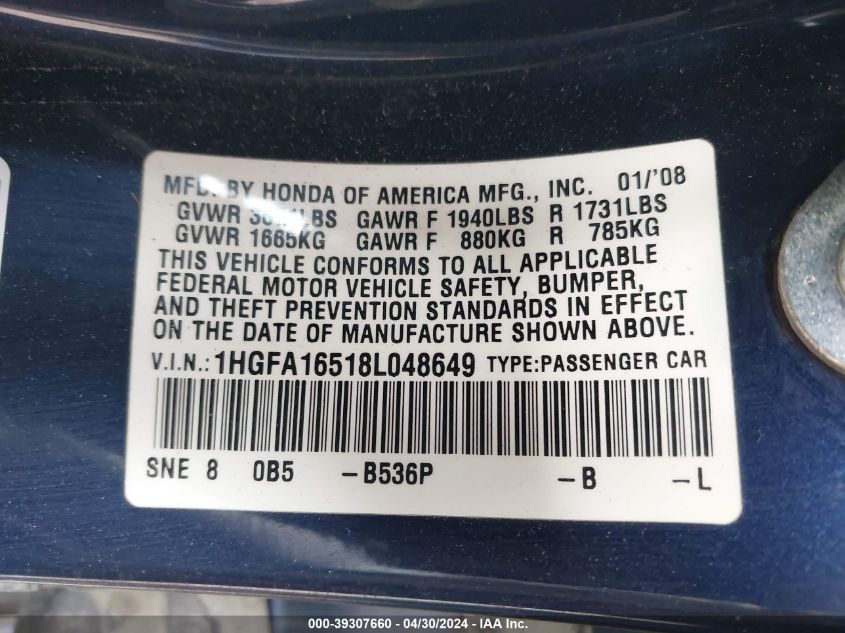 MFD. BY HONDA OF AMERICA MFG., INC. 01/'08
GVWR GAWR F 1940LBS R 1731LBS
GVWR 1665KG GAWR F 880KG R 785KG
THIS VEHICLE CONFORMS TO ALL APPLICABLE
FEDERAL MOTOR VEHICLE SAFETY, BUMPER,
AND THEFT PREVENTION STANDARDS IN EFFECT
ON THE DATE OF MANUFACTURE SHOWN ABOVE.
V.I.N.: 1HGFA16518L048649 TYPE:PASSENGER CAR
SNE 8 0B5 -B536P -B -L
000-39307660 - 04/30/2024 - IAA Inc.